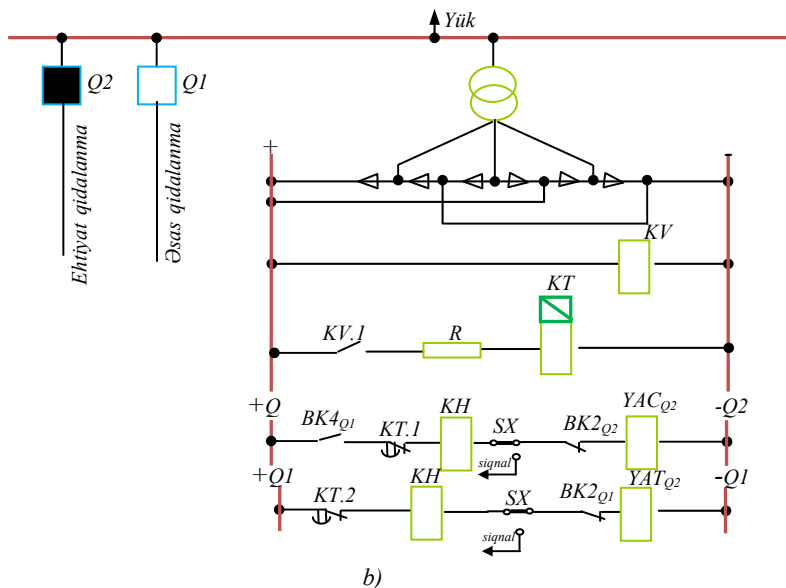 Yük
Q2
Q1
Ehtiyat qidalanma
Əsas qidalanma
+ -
KV
KT
KV.1 R
+Q -Q2
BK4Q1 KT.1 KH SX BK2Q2 YACQ2
siqnal
+Q1 -Q1
KT.2 KH SX BK2Q1 YATQ2
siqnal
b)